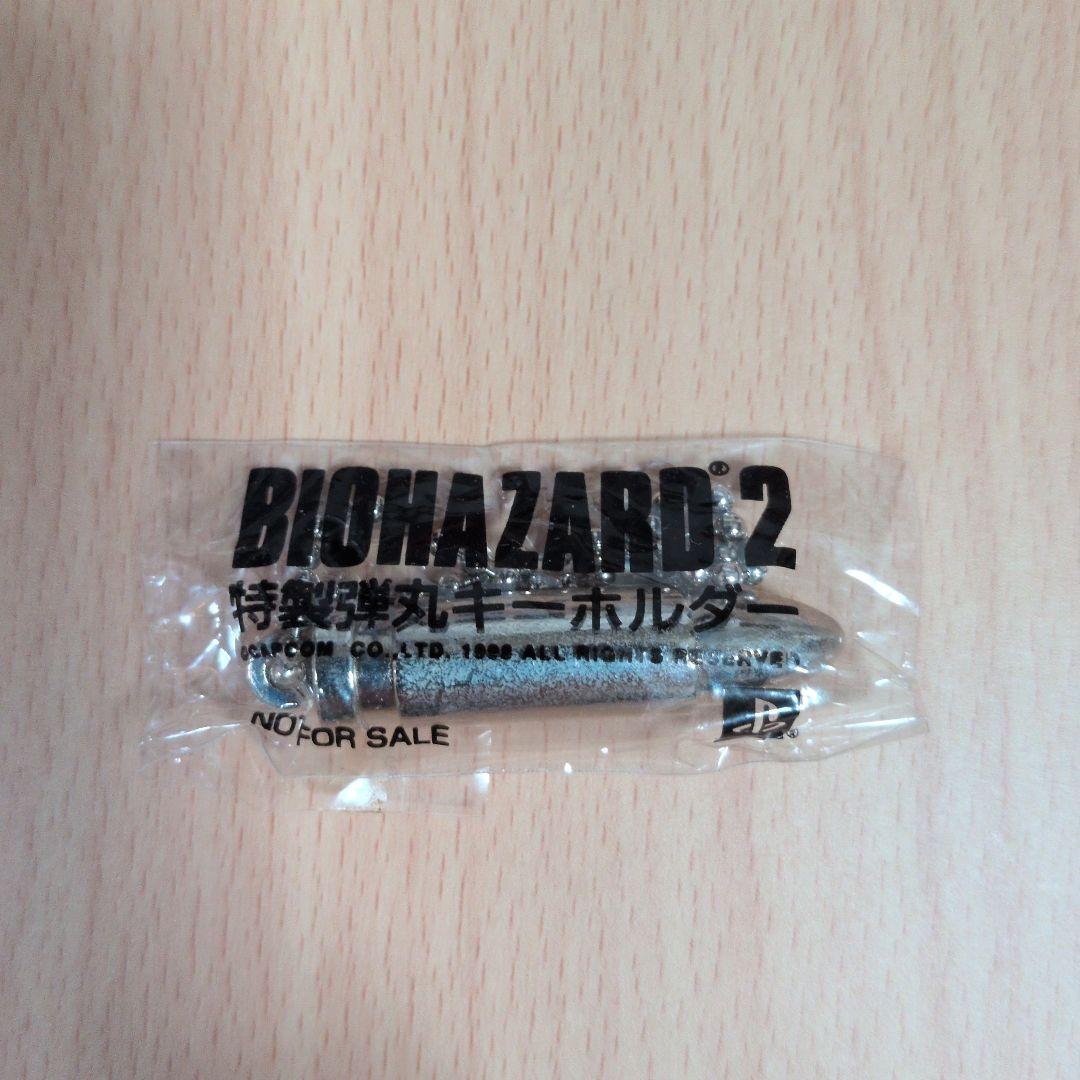 BIOHAZARD® 2
特製弾丸キーホルダー
©CAPCOM CO.,LTD. 1998 ALL RIGHTS RESERVED
NOT FOR SALE